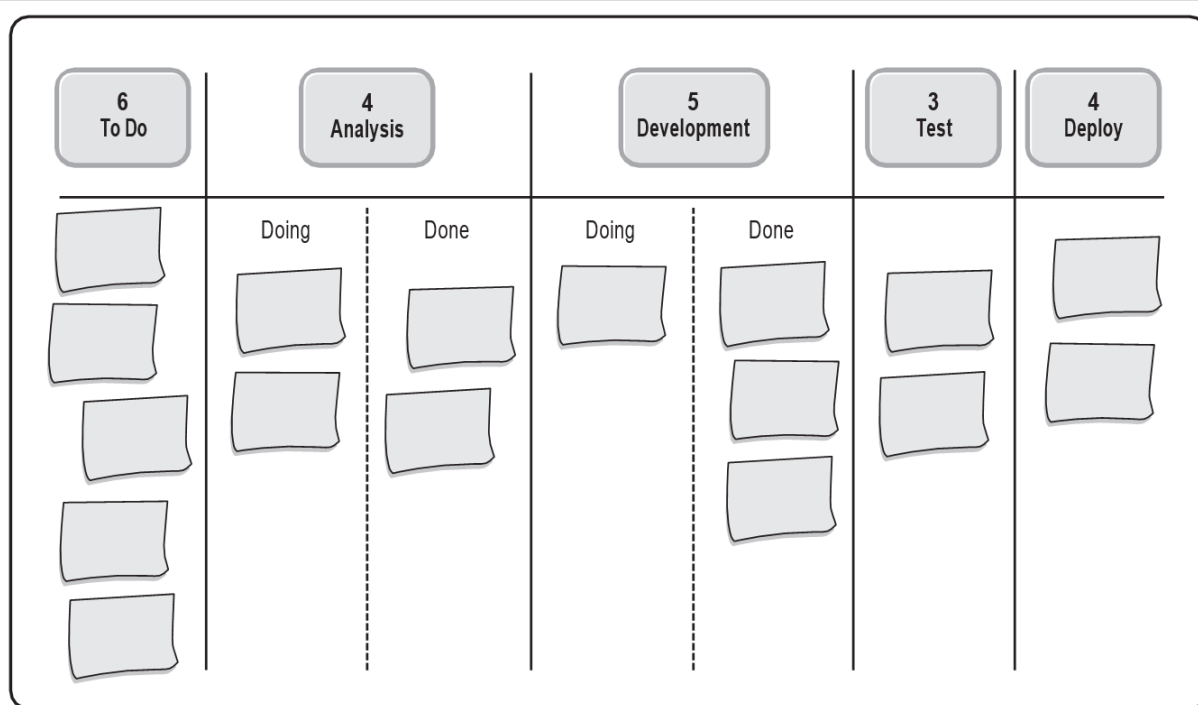 6
To Do
4
Analysis
5
Development
3
Test
4
Deploy
Doing
Done
Doing
Done